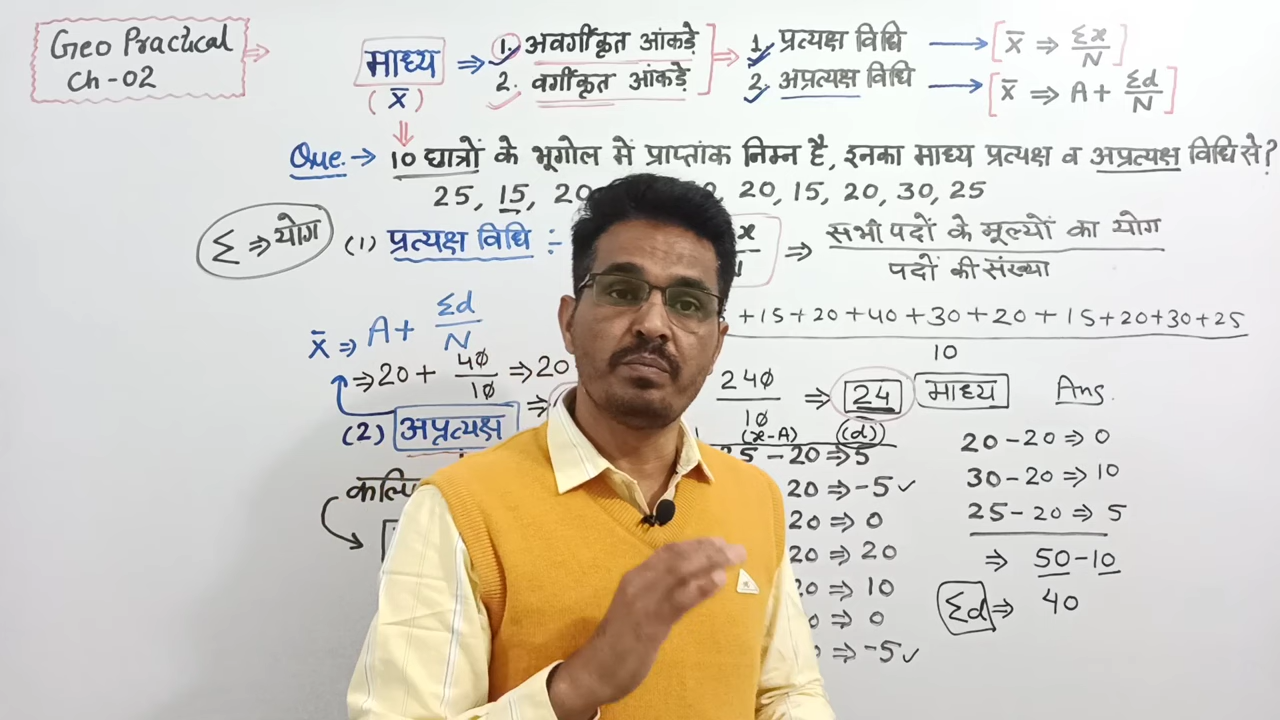 Geo Practical
Ch-02
माध्य
(x̄)
⇒ 1. अवर्गीकृत आंकड़े
2. वर्गीकृत आंकड़े
⇒ 1. प्रत्यक्ष विधि → [x̄ ⇒ Σx/N]
2. अप्रत्यक्ष विधि → [x̄ ⇒ A + Σd/N]
Que. → 10 छात्रों के भूगोल में प्राप्तांक निम्न है, इनका माध्य प्रत्यक्ष व अप्रत्यक्ष विधि से?
25, 15, 20 20, 15, 20, 30, 25
Σ ⇒ योग
(1) प्रत्यक्ष विधि :- x ⇒ सभी पदों के मूल्यों का योग / पदों की संख्या
+ 15 + 20 + 40 + 30 + 20 + 15 + 20 + 30 + 25
10
240/10 ⇒ 24 माध्य Ans.
x̄ ⇒ A + Σd/N
⇒ 20 + 40/10 ⇒ 20
⇒
(2) अप्रत्यक्ष
(x-A) (d)
25 - 20 ⇒ 5
20 ⇒ -5 ✓
20 ⇒ 0
20 ⇒ 20
20 ⇒ 10
⇒ 0
⇒ -5 ✓
20 - 20 ⇒ 0
30 - 20 ⇒ 10
25 - 20 ⇒ 5
⇒ 50 - 10
Σd ⇒ 40